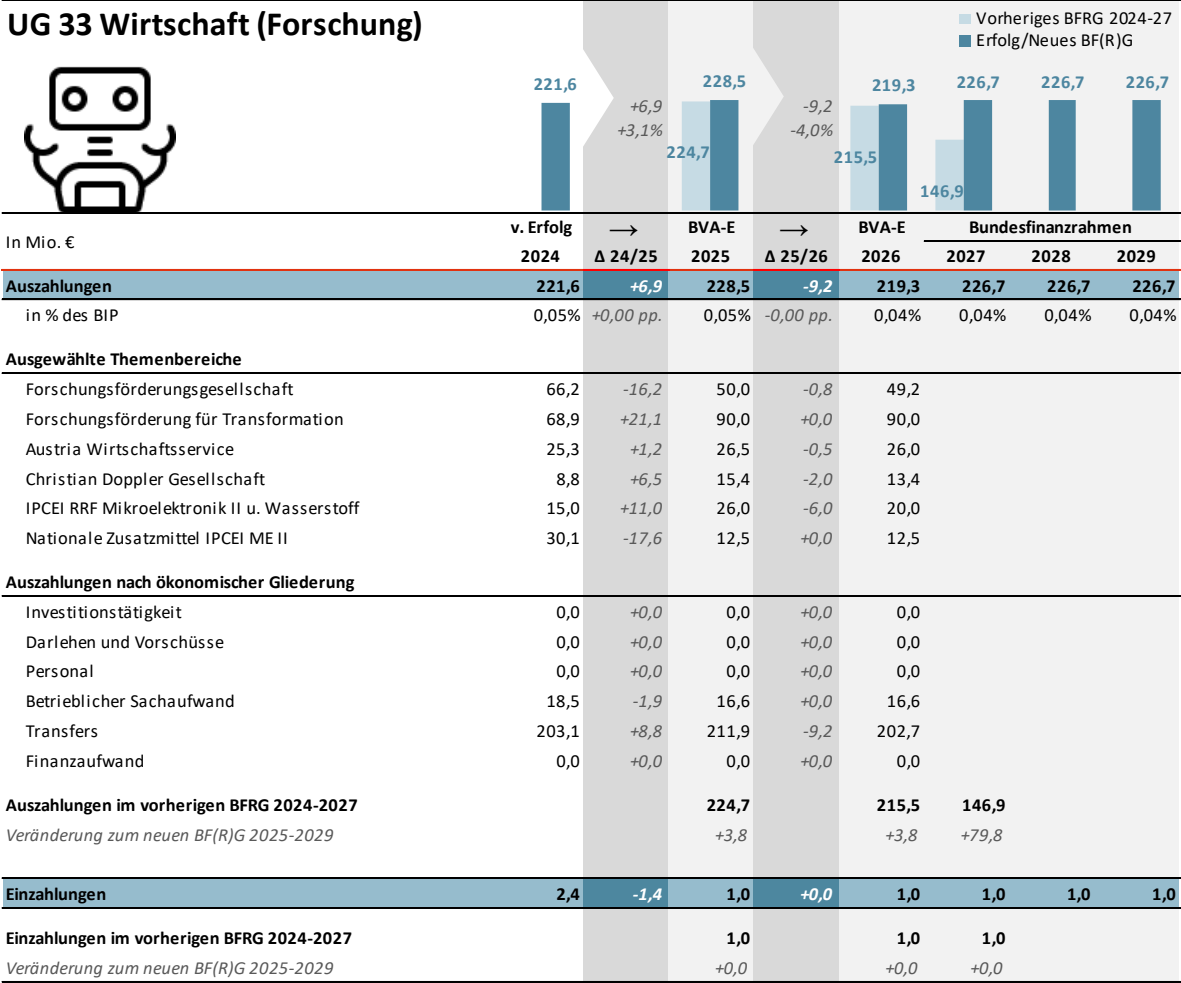 UG 33 Wirtschaft (Forschung)
Vorheriges BFRG 2024-27
Erfolg/Neues BF(R)G
221,6 228,5 219,3 226,7 226,7 226,7
+6,9 -9,2
+3,1% -4,0%
224,7 215,5
146,9
In Mio. €
v. Erfolg → BVA-E → BVA-E Bundesfinanzrahmen
2024 Δ 24/25 2025 Δ 25/26 2026 2027 2028 2029
Auszahlungen 221,6 +6,9 228,5 -9,2 219,3 226,7 226,7 226,7
in % des BIP 0,05% +0,00 pp. 0,05% -0,00 pp. 0,04% 0,04% 0,04% 0,04%
Ausgewählte Themenbereiche
Forschungsförderungsgesellschaft 66,2 -16,2 50,0 -0,8 49,2
Forschungsförderung für Transformation 68,9 +21,1 90,0 +0,0 90,0
Austria Wirtschaftsservice 25,3 +1,2 26,5 -0,5 26,0
Christian Doppler Gesellschaft 8,8 +6,5 15,4 -2,0 13,4
IPCEI RRF Mikroelektronik II u. Wasserstoff 15,0 +11,0 26,0 -6,0 20,0
Nationale Zusatzmittel IPCEI ME II 30,1 -17,6 12,5 +0,0 12,5
Auszahlungen nach ökonomischer Gliederung
Investitionstätigkeit 0,0 +0,0 0,0 +0,0 0,0
Darlehen und Vorschüsse 0,0 +0,0 0,0 +0,0 0,0
Personal 0,0 +0,0 0,0 +0,0 0,0
Betrieblicher Sachaufwand 18,5 -1,9 16,6 +0,0 16,6
Transfers 203,1 +8,8 211,9 -9,2 202,7
Finanzaufwand 0,0 +0,0 0,0 +0,0 0,0
Auszahlungen im vorherigen BFRG 2024-2027 224,7 215,5 146,9
Veränderung zum neuen BF(R)G 2025-2029 +3,8 +3,8 +79,8
Einzahlungen 2,4 -1,4 1,0 +0,0 1,0 1,0 1,0 1,0
Einzahlungen im vorherigen BFRG 2024-2027 1,0 1,0 1,0
Veränderung zum neuen BF(R)G 2025-2029 +0,0 +0,0 +0,0